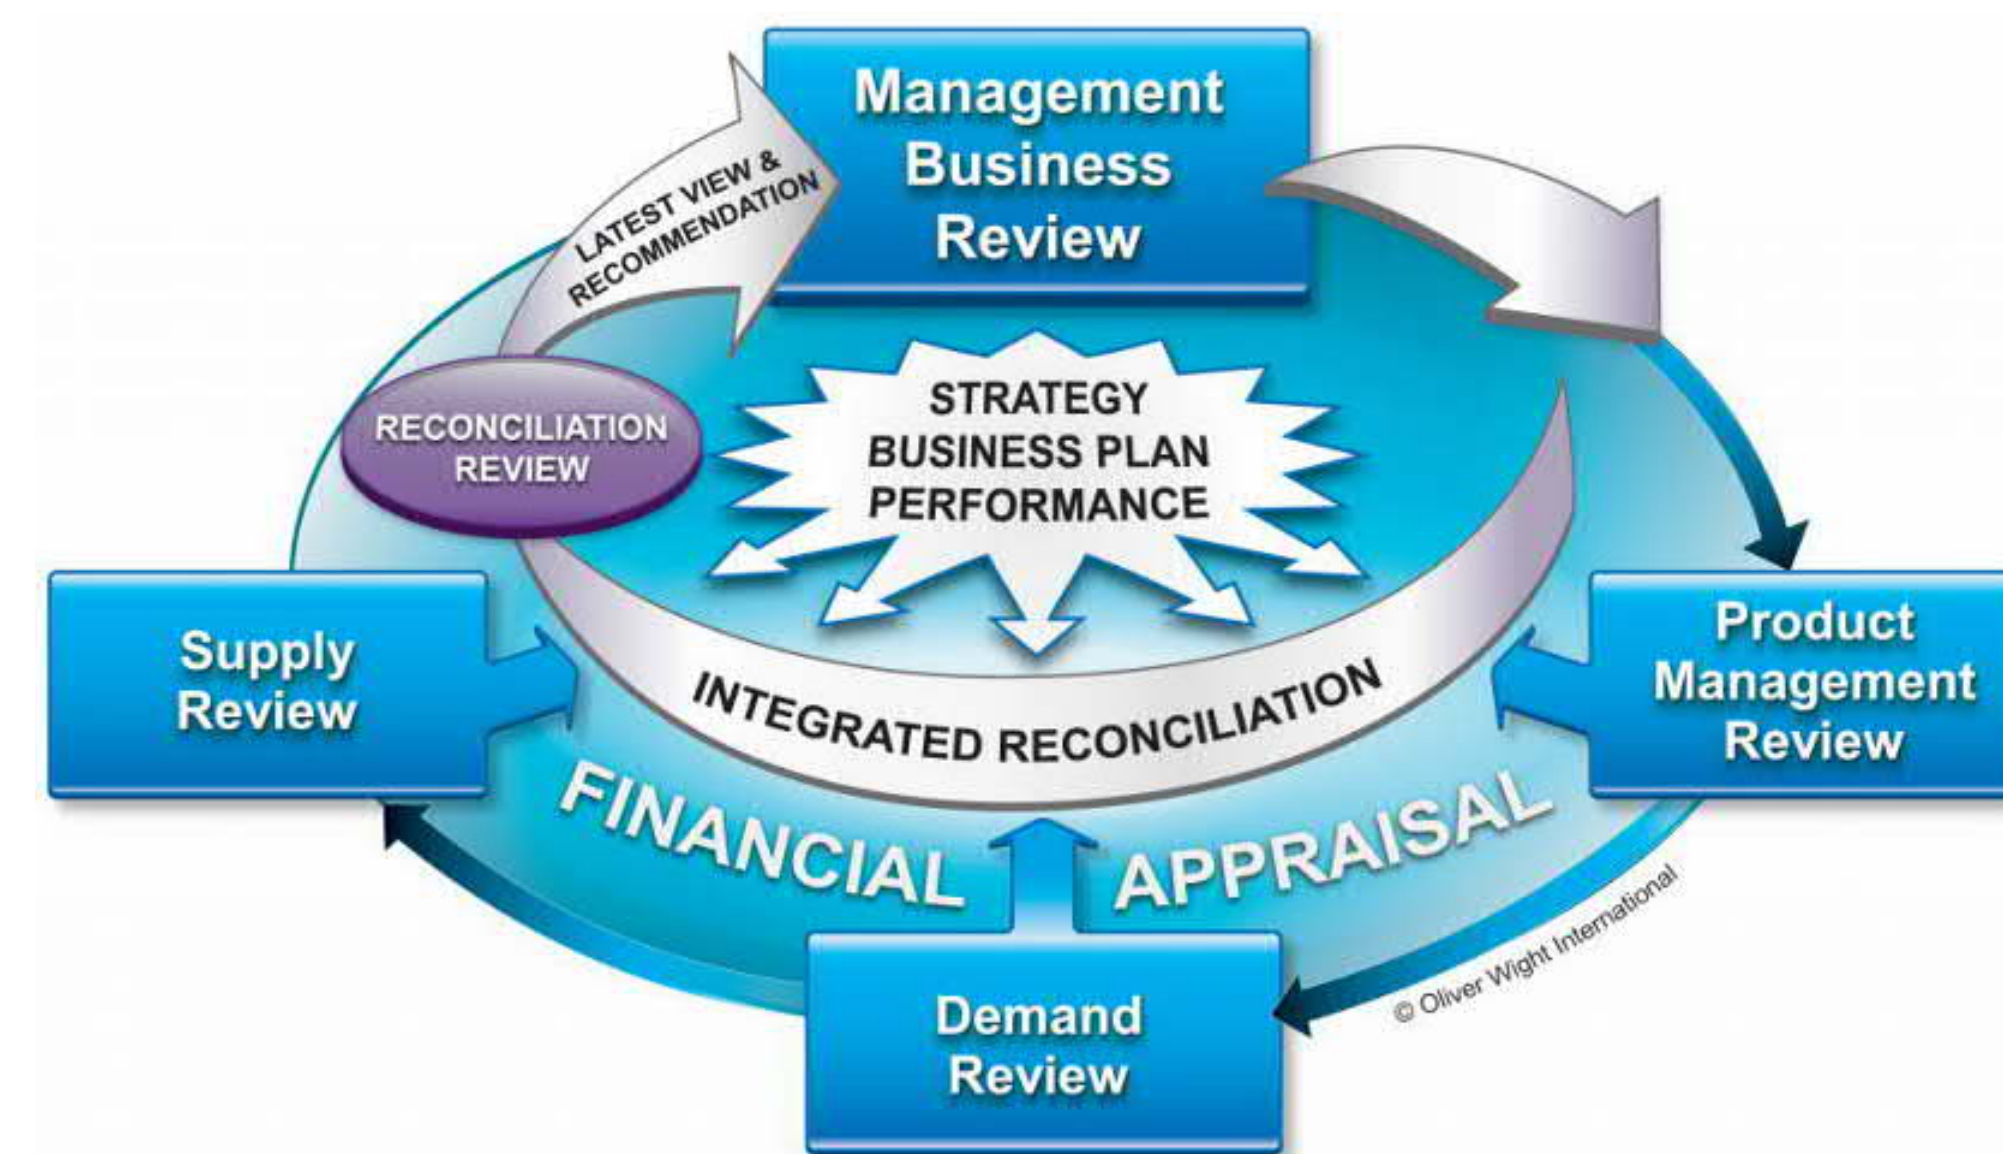 Management
Business
Review
LATEST VIEW &
RECOMMENDATION
RECONCILIATION
REVIEW
STRATEGY
BUSINESS PLAN
PERFORMANCE
Supply
Review
Product
Management
Review
INTEGRATED RECONCILIATION
FINANCIAL APPRAISAL
Demand
Review
© Oliver Wight International